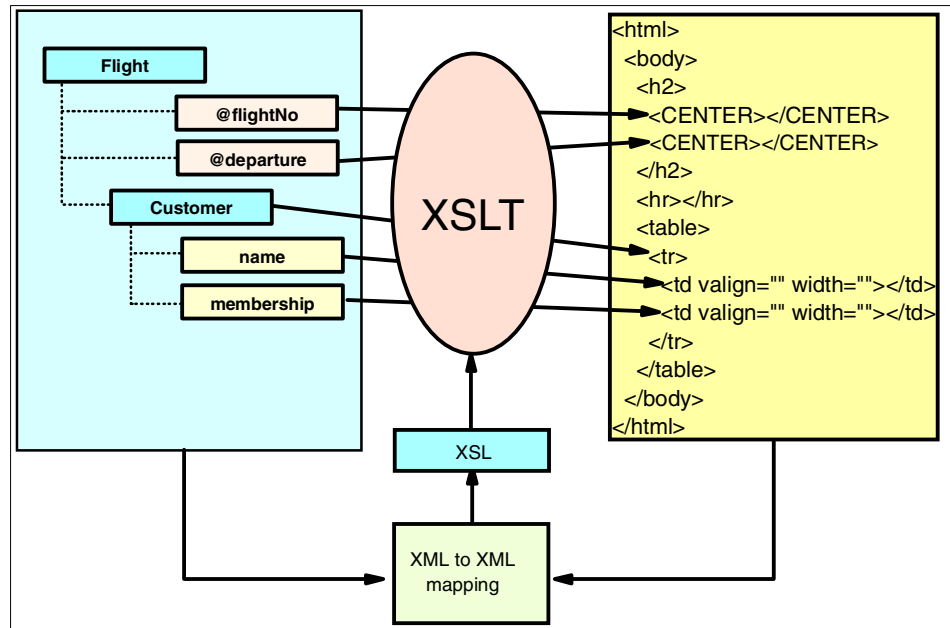 Flight
@flightNo
@departure
Customer
name
membership
XSLT
<html>
<body>
<h2>
<CENTER></CENTER>
<CENTER></CENTER>
</h2>
<hr></hr>
<table>
<tr>
<td valign="" width=""></td>
<td valign="" width=""></td>
</tr>
</table>
</body>
</html>
XSL
XML to XML
mapping